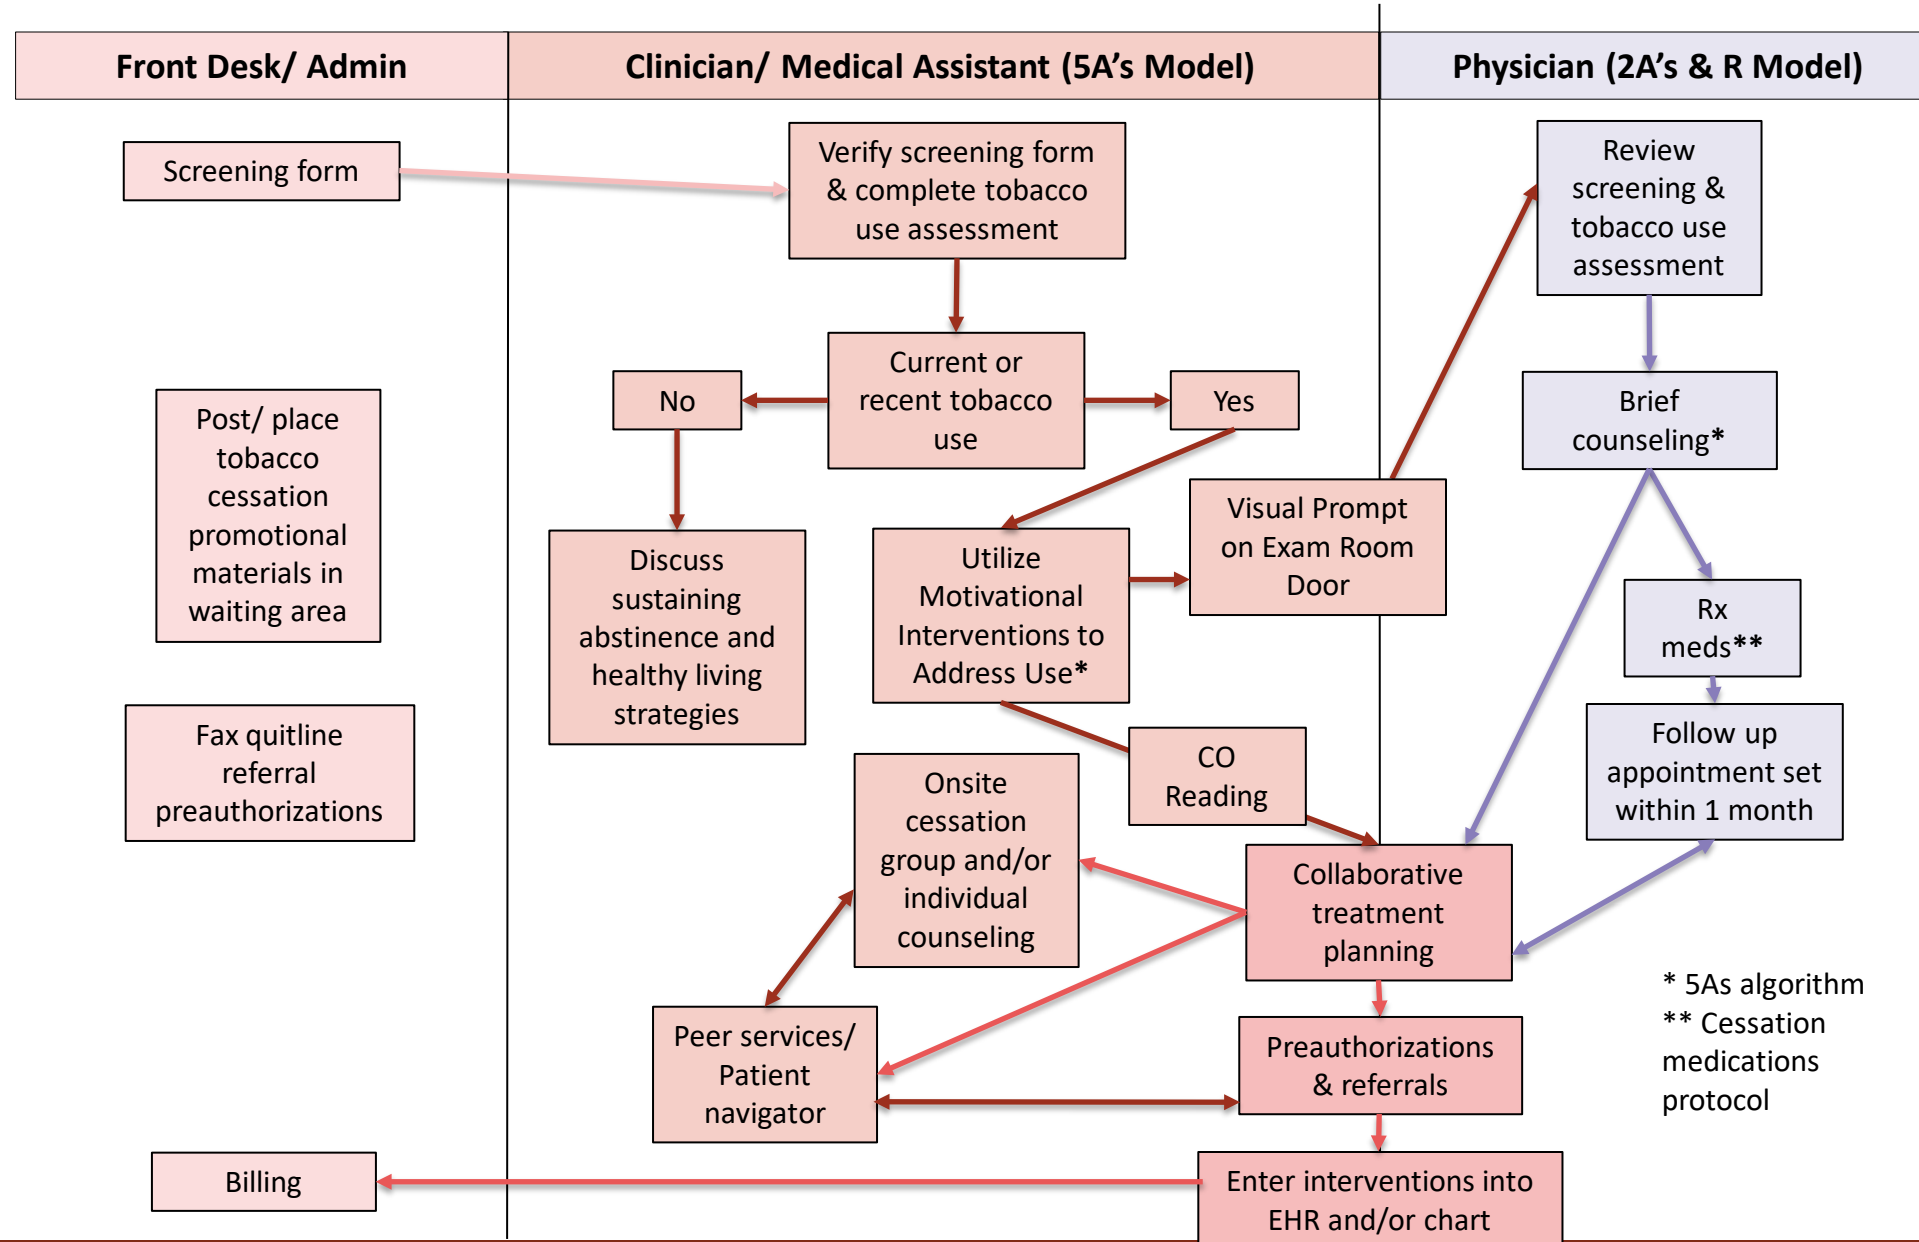 Front Desk/ Admin
Clinician/ Medical Assistant (5A’s Model)
Physician (2A’s & R Model)
Screening form
Post/ place
tobacco
cessation
promotional
materials in
waiting area
Fax quitline
referral
preauthorizations
Billing
Verify screening form
& complete tobacco
use assessment
Current or
recent tobacco
use
No
Yes
Discuss
sustaining
abstinence and
healthy living
strategies
Utilize
Motivational
Interventions to
Address Use*
Visual Prompt
on Exam Room
Door
CO
Reading
Onsite
cessation
group and/or
individual
counseling
Peer services/
Patient
navigator
Collaborative
treatment
planning
Preauthorizations
& referrals
Enter interventions into
EHR and/or chart
Review
screening &
tobacco use
assessment
Brief
counseling*
Rx
meds**
Follow up
appointment set
within 1 month
* 5As algorithm
** Cessation
medications
protocol